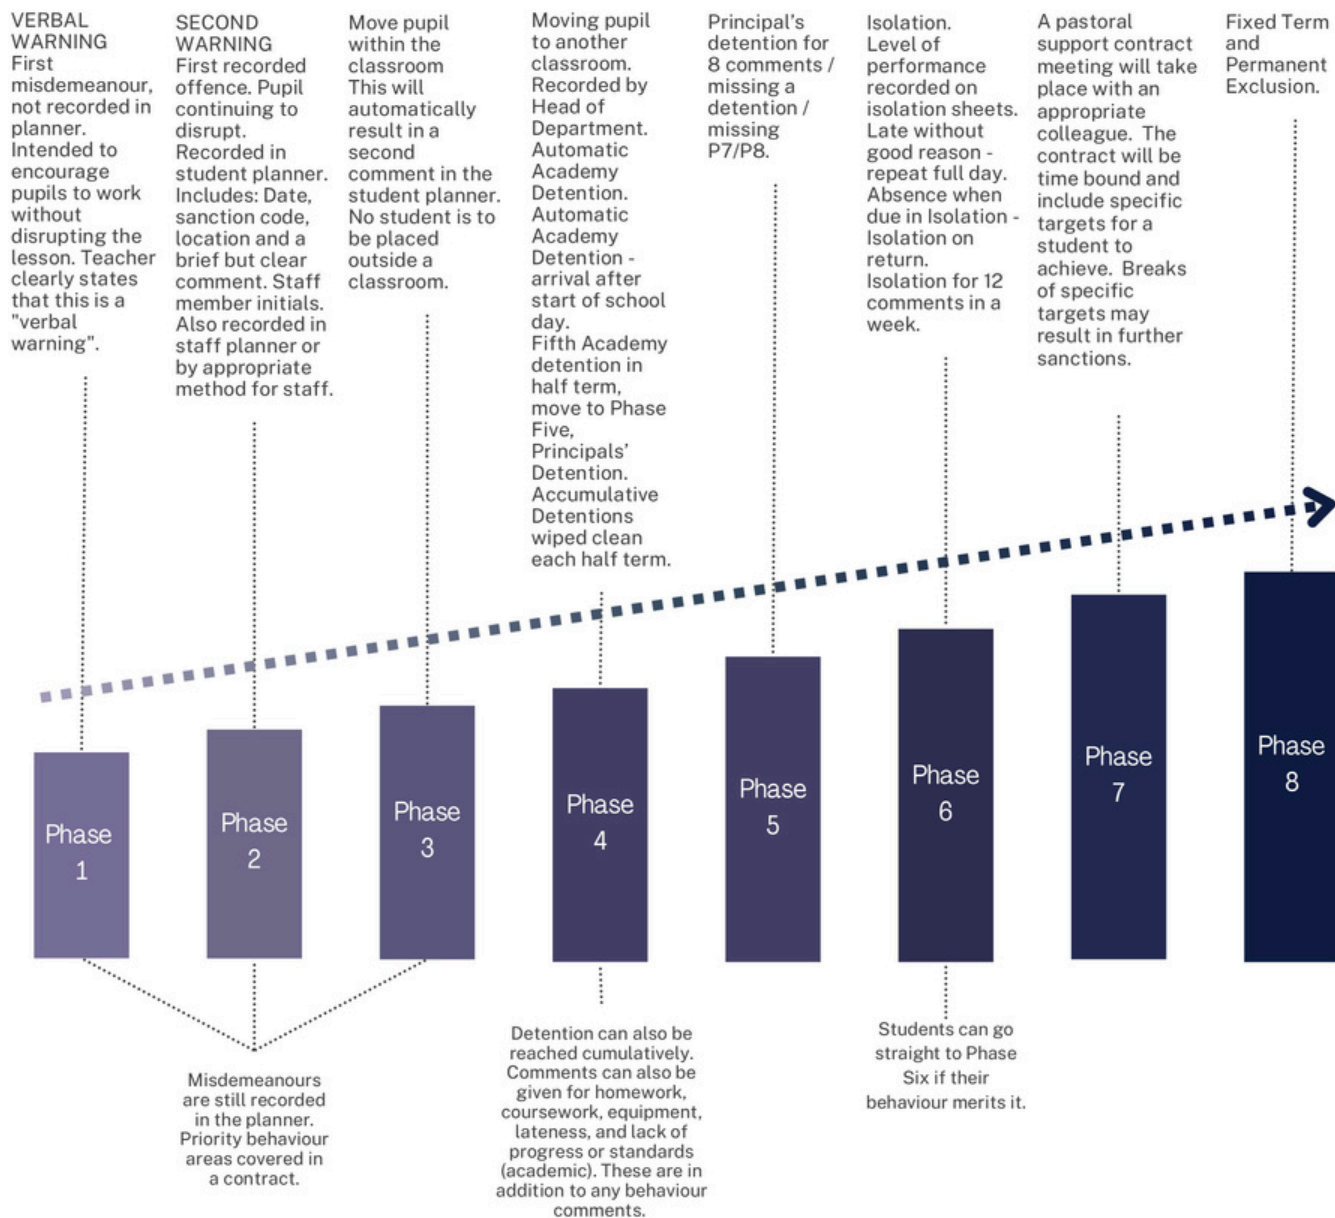 VERBAL
WARNING
First
misdemeanour,
not recorded in
planner.
Intended to
encourage
pupils to work
without
disrupting the
lesson. Teacher
clearly states
that this is a
"verbal
warning".
SECOND
WARNING
First recorded
offence. Pupil
continuing to
disrupt.
Recorded in
student planner.
Includes: Date,
sanction code,
location and a
brief but clear
comment. Staff
member initials.
Also recorded in
staff planner or
by appropriate
method for staff.
Move pupil
within the
classroom
This will
automatically
result in a
second
comment in the
student planner.
No student is to
be placed
outside a
classroom.
Moving pupil
to another
classroom.
Recorded by
Head of
Department.
Automatic
Academy
Detention.
Automatic
Academy
Detention -
arrival after
start of school
day.
Fifth Academy
detention in
half term,
move to Phase
Five,
Principals'
Detention.
Accumulative
Detentions
wiped clean
each half term.
Principal's
detention for
8 comments /
missing a
detention /
missing
P7/P8.
Isolation.
Level of
performance
recorded on
isolation sheets.
Late without
good reason -
repeat full day.
Absence when
due in Isolation -
Isolation on
return.
Isolation for 12
comments in a
week.
A pastoral
support contract
meeting will take
place with an
appropriate
colleague. The
contract will be
time bound and
include specific
targets for a
student to
achieve. Breaks
of specific
targets may
result in further
sanctions.
Fixed Term
and
Permanent
Exclusion.
Phase
1
Phase
2
Phase
3
Phase
4
Phase
5
Phase
6
Phase
7
Phase
8
Misdemeanours
are still recorded
in the planner.
Priority behaviour
areas covered in
a contract.
Detention can also be
reached cumulatively.
Comments can also be
given for homework,
coursework, equipment,
lateness, and lack of
progress or standards
(academic). These are in
addition to any behaviour
comments.
Students can go
straight to Phase
Six if their
behaviour merits it.